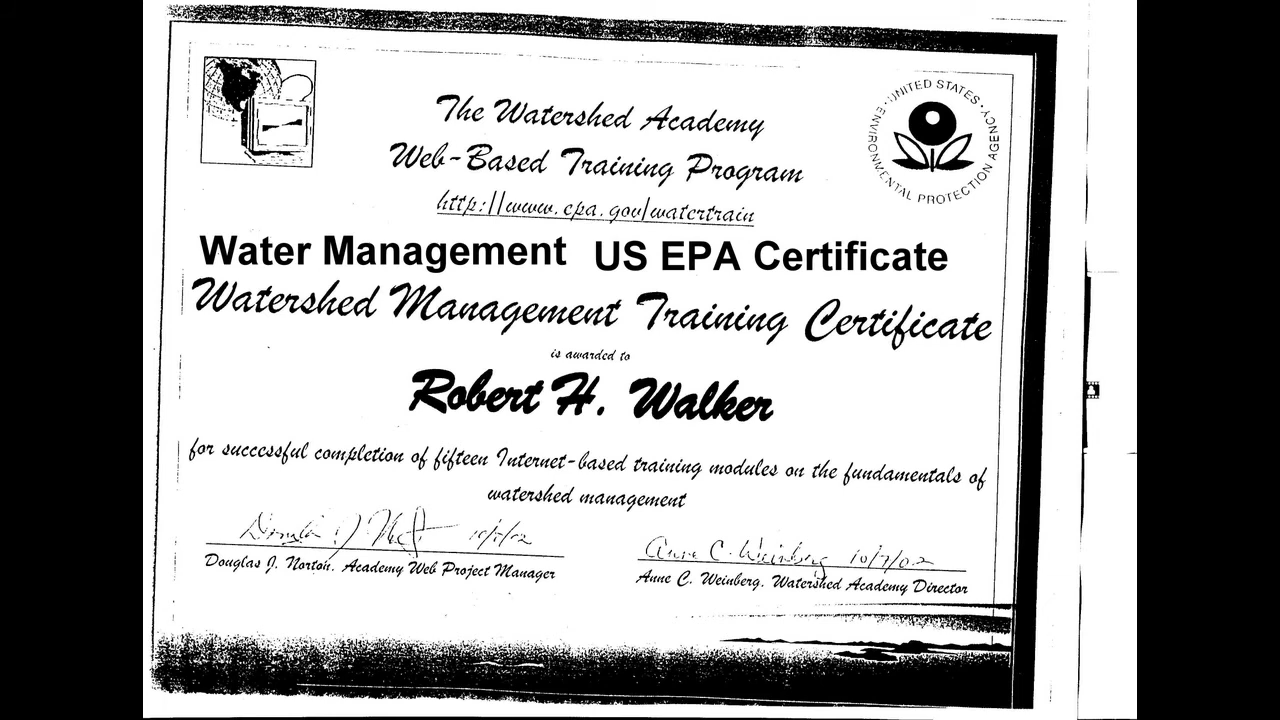 The Watershed Academy
Web-Based Training Program
http://www.epa.gov/watertrain
UNITED STATES · ENVIRONMENTAL PROTECTION AGENCY ·
Water Management US EPA Certificate
Watershed Management Training Certificate
is awarded to
Robert H. Walker
for successful completion of fifteen Internet-based training modules on the fundamentals of
watershed management
Douglas J. Norton, Academy Web Project Manager
Anne C. Weinberg 10/7/02
Anne C. Weinberg, Watershed Academy Director